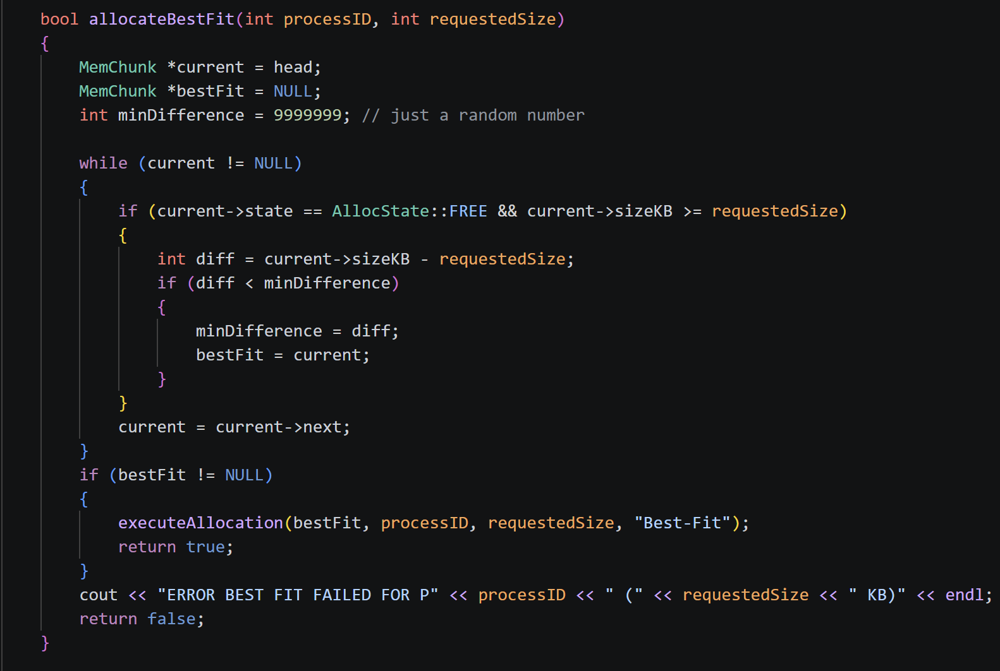 bool allocateBestFit(int processID, int requestedSize)
{
    MemChunk *current = head;
    MemChunk *bestFit = NULL;
    int minDifference = 9999999; // just a random number

    while (current != NULL)
    {
        if (current->state == AllocState::FREE && current->sizeKB >= requestedSize)
        {
            int diff = current->sizeKB - requestedSize;
            if (diff < minDifference)
            {
                minDifference = diff;
                bestFit = current;
            }
        }
        current = current->next;
    }
    if (bestFit != NULL)
    {
        executeAllocation(bestFit, processID, requestedSize, "Best-Fit");
        return true;
    }
    cout << "ERROR BEST FIT FAILED FOR P" << processID << " (" << requestedSize << " KB)" << endl;
    return false;
}